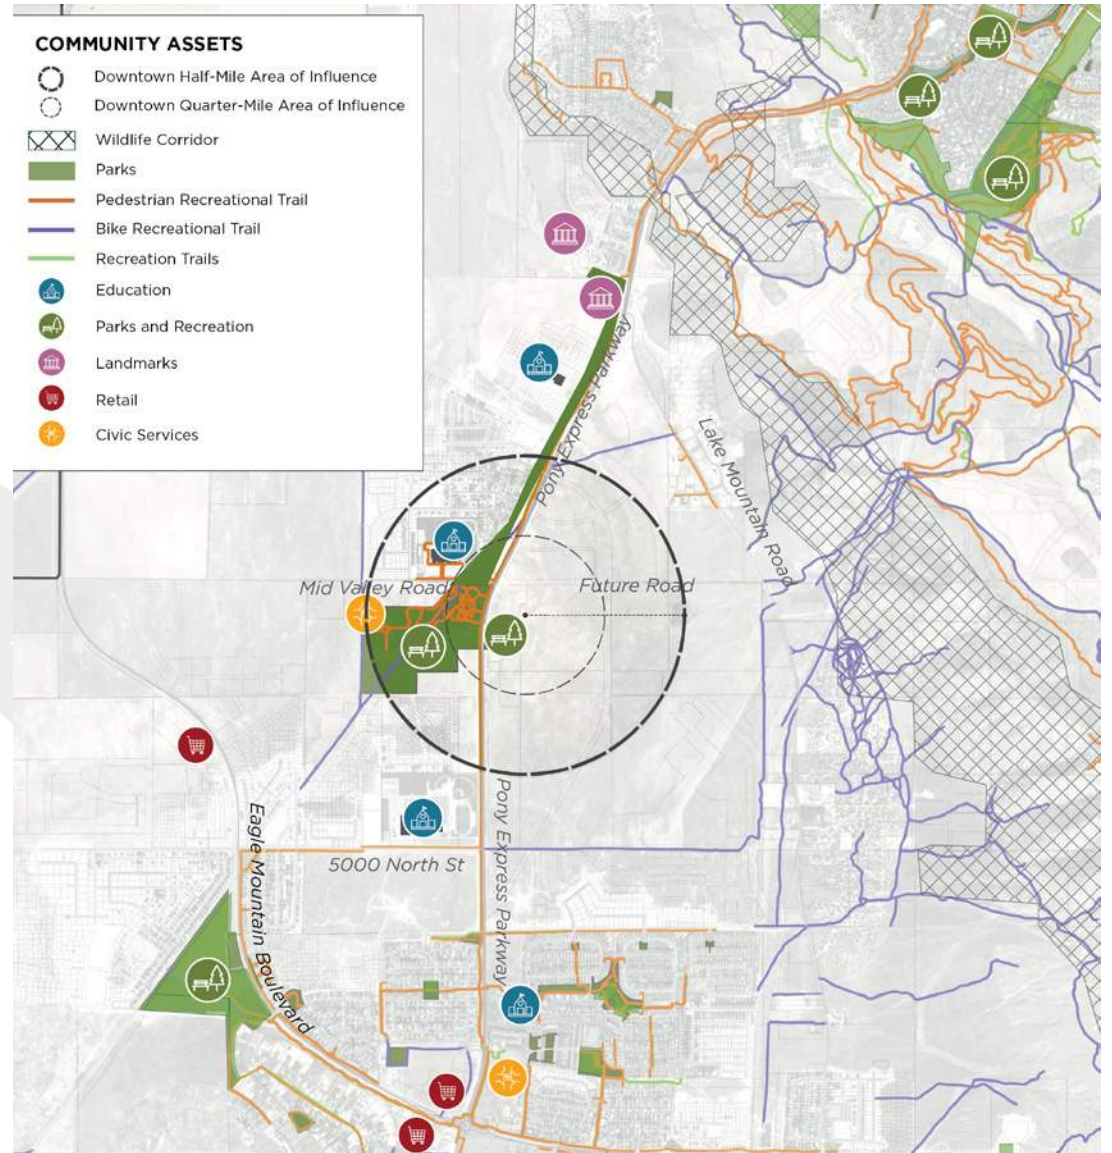 COMMUNITY ASSETS
Downtown Half-Mile Area of Influence
Downtown Quarter-Mile Area of Influence
Wildlife Corridor
Parks
Pedestrian Recreational Trail
Bike Recreational Trail
Recreation Trails
Education
Parks and Recreation
Landmarks
Retail
Civic Services
Pony Express Parkway
Lake Mountain Road
Mid Valley Road
Future Road
Eagle Mountain Boulevard
Pony Express Parkway
5000 North St